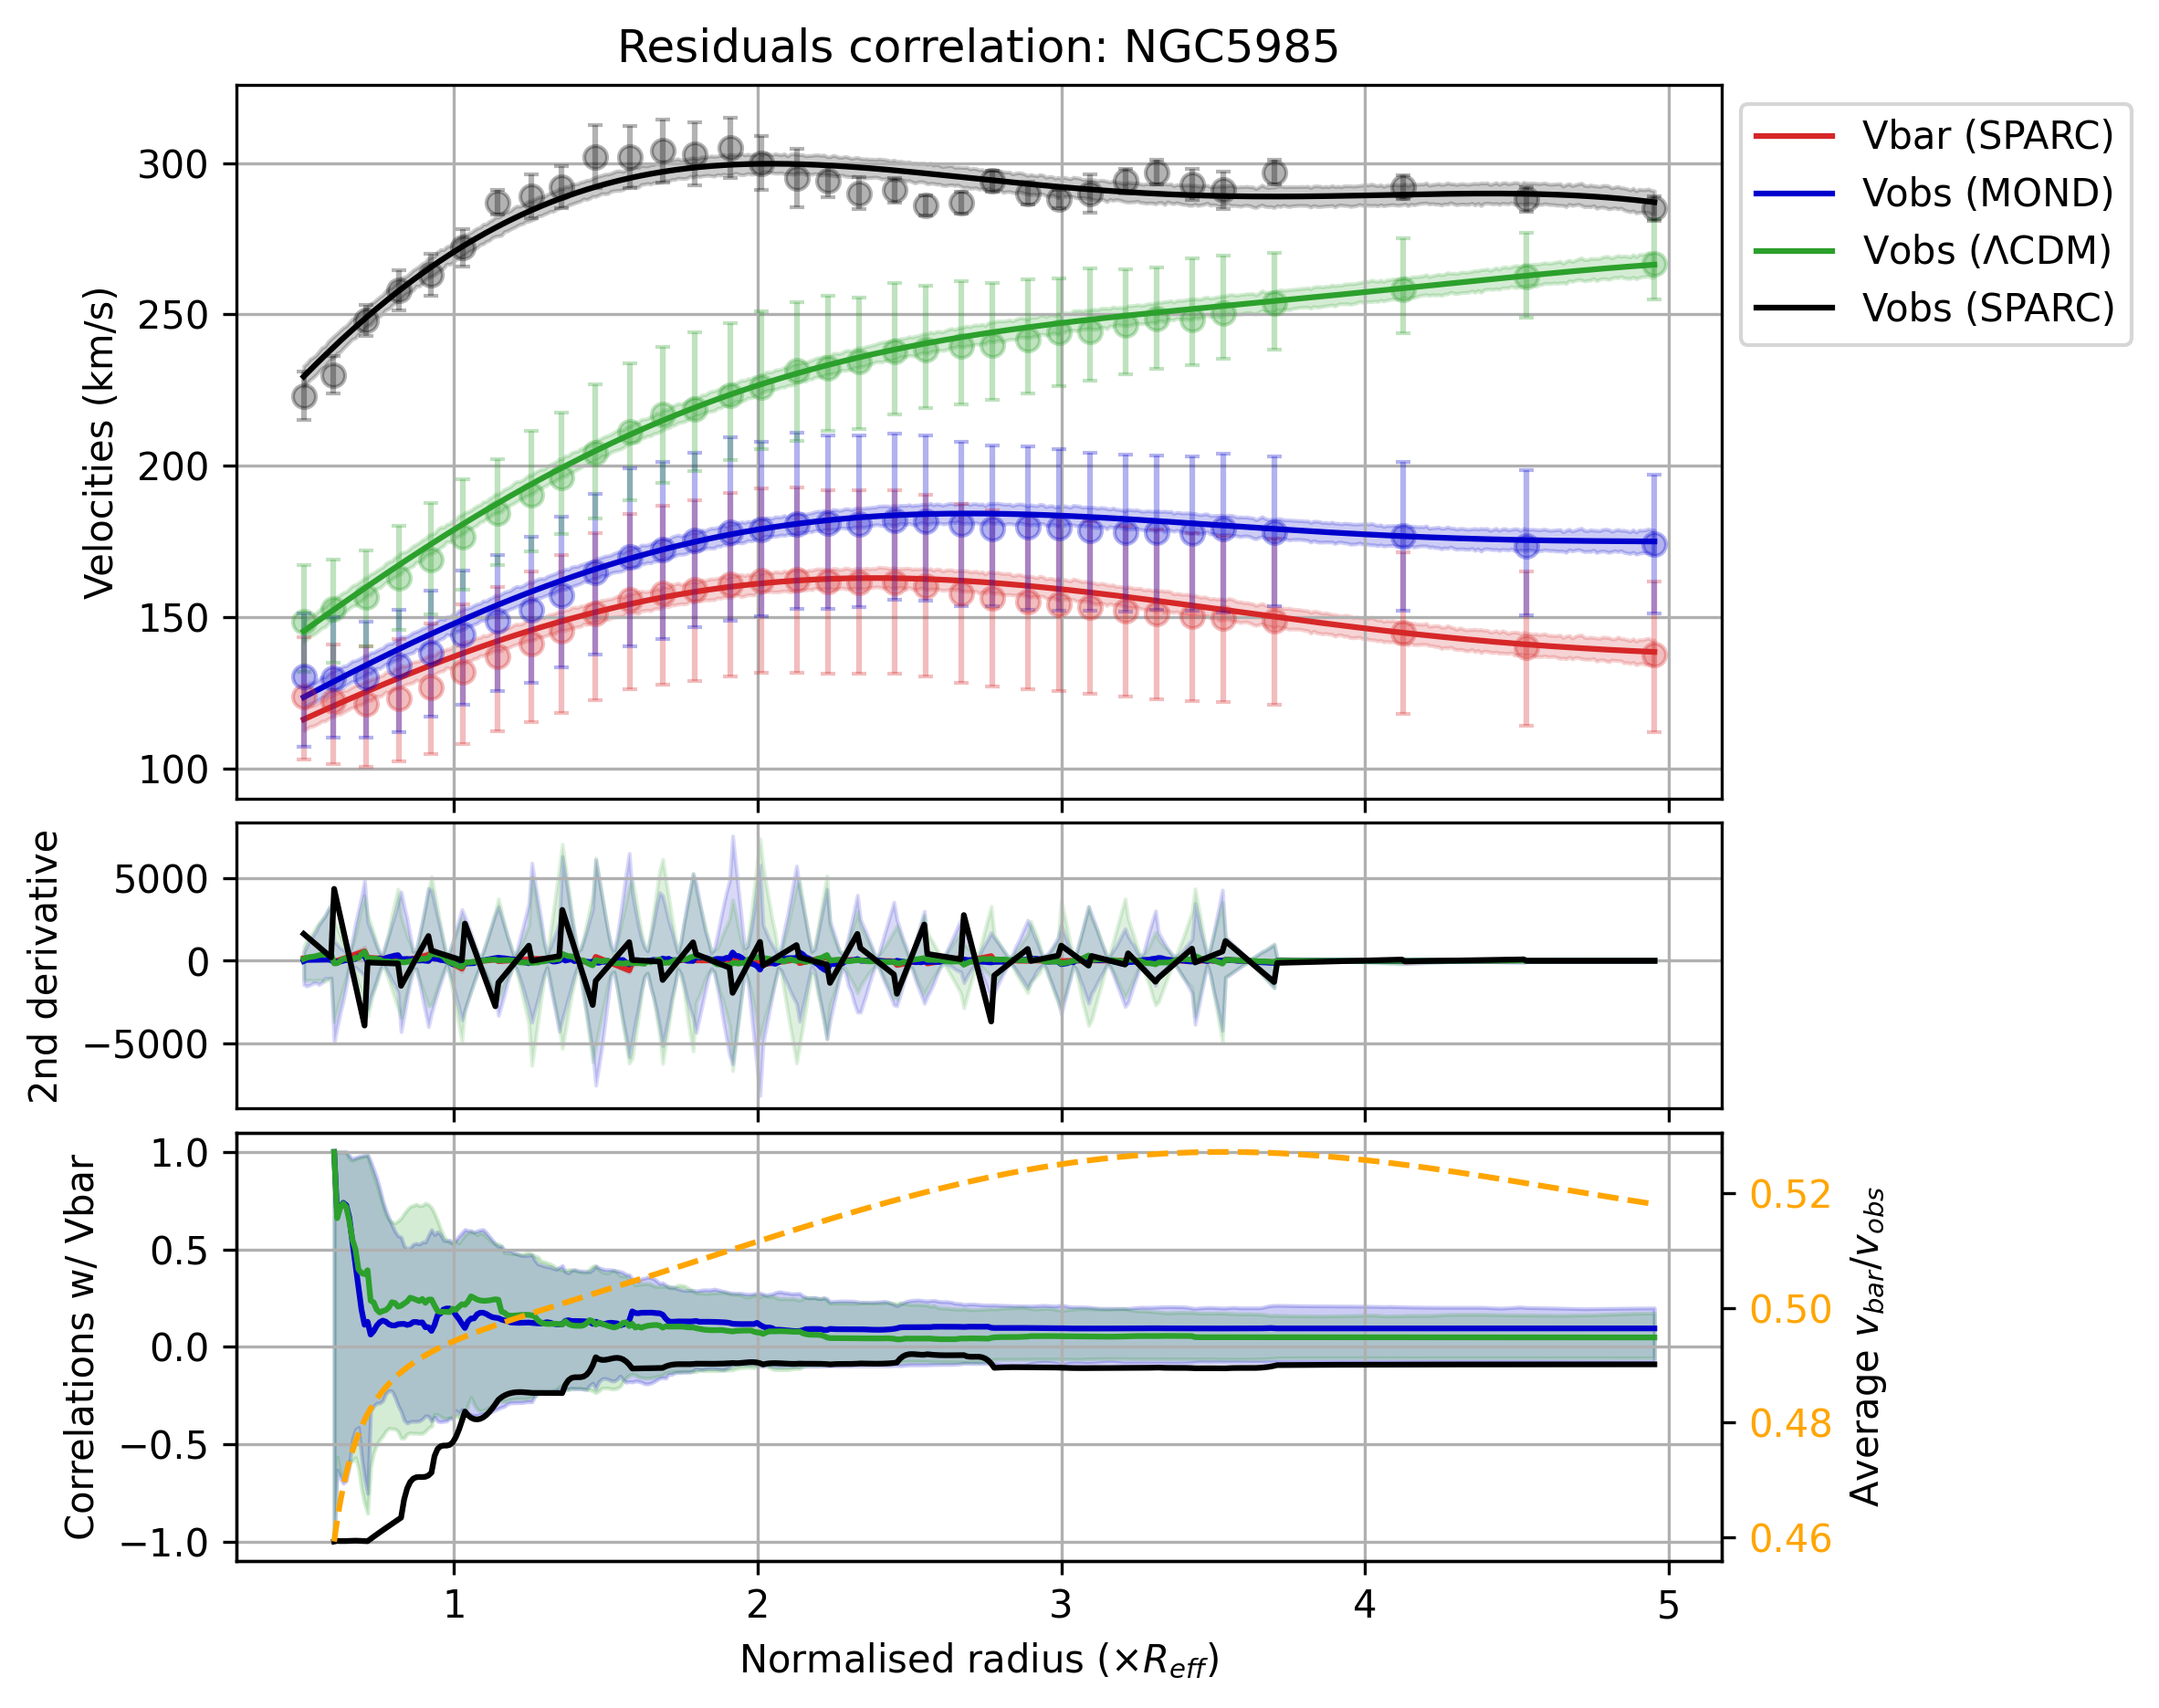 Residuals correlation: NGC5985
Velocities (km/s)
300
250
200
150
100
Vbar (SPARC)
Vobs (MOND)
Vobs (ΛCDM)
Vobs (SPARC)
2nd derivative
5000
0
−5000
Correlations w/ Vbar
1.0
0.5
0.0
−0.5
−1.0
0.52
0.50
0.48
0.46
Average v_bar/v_obs
1 2 3 4 5
Normalised radius (×R_eff)